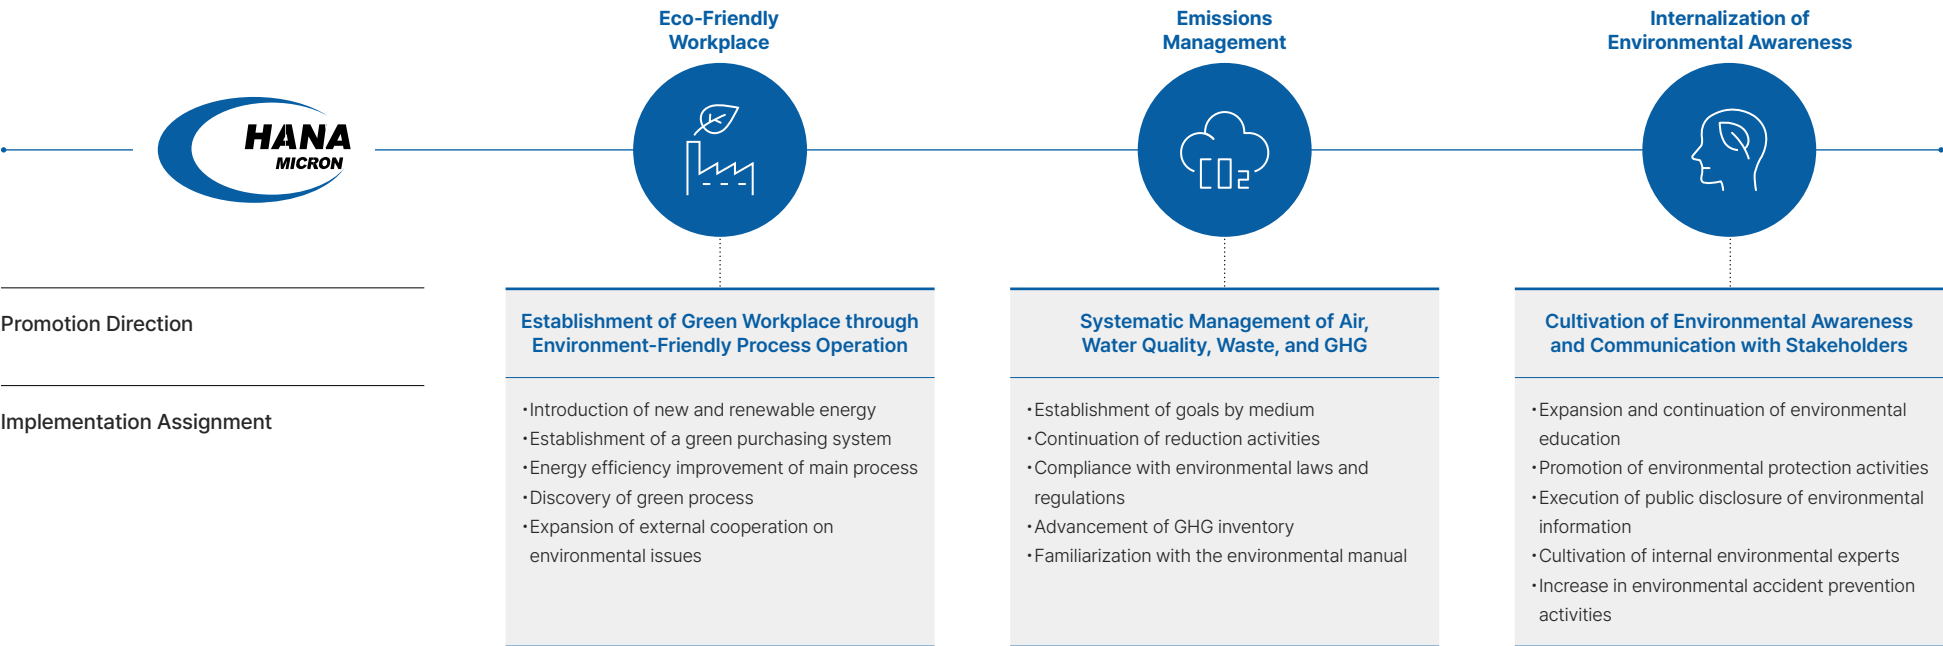 Eco-Friendly
Workplace
Emissions
Management
Internalization of
Environmental Awareness
HANA
MICRON
CO2
Promotion Direction
Establishment of Green Workplace through
Environment-Friendly Process Operation
Systematic Management of Air,
Water Quality, Waste, and GHG
Cultivation of Environmental Awareness
and Communication with Stakeholders
Implementation Assignment
·Introduction of new and renewable energy
·Establishment of a green purchasing system
·Energy efficiency improvement of main process
·Discovery of green process
·Expansion of external cooperation on
environmental issues
·Establishment of goals by medium
·Continuation of reduction activities
·Compliance with environmental laws and
regulations
·Advancement of GHG inventory
·Familiarization with the environmental manual
·Expansion and continuation of environmental
education
·Promotion of environmental protection activities
·Execution of public disclosure of environmental
information
·Cultivation of internal environmental experts
·Increase in environmental accident prevention
activities